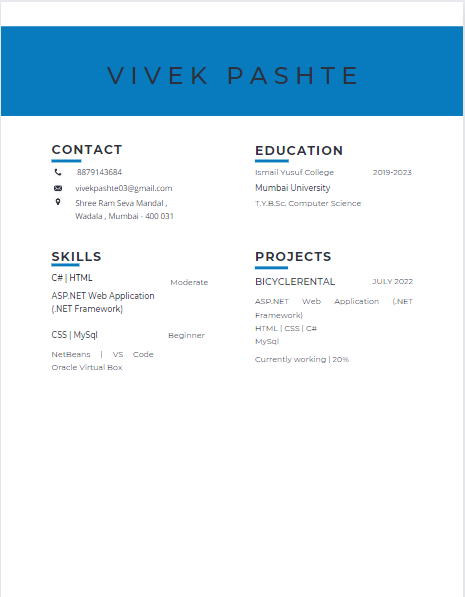 VIVEK PASHTE
CONTACT
8879143684
vivekpashte03@gmail.com
Shree Ram Seva Mandal ,
Wadala , Mumbai - 400 031
EDUCATION
Ismail Yusuf College 2019-2023
Mumbai University
T.Y.B.Sc. Computer Science
SKILLS
C# | HTML
Moderate
ASP.NET Web Application
(.NET Framework)
CSS | MySql Beginner
NetBeans | VS Code
Oracle Virtual Box
PROJECTS
BICYCLERENTAL JULY 2022
ASP.NET Web Application (.NET
Framework)
HTML | CSS | C#
MySql
Currently working | 20%